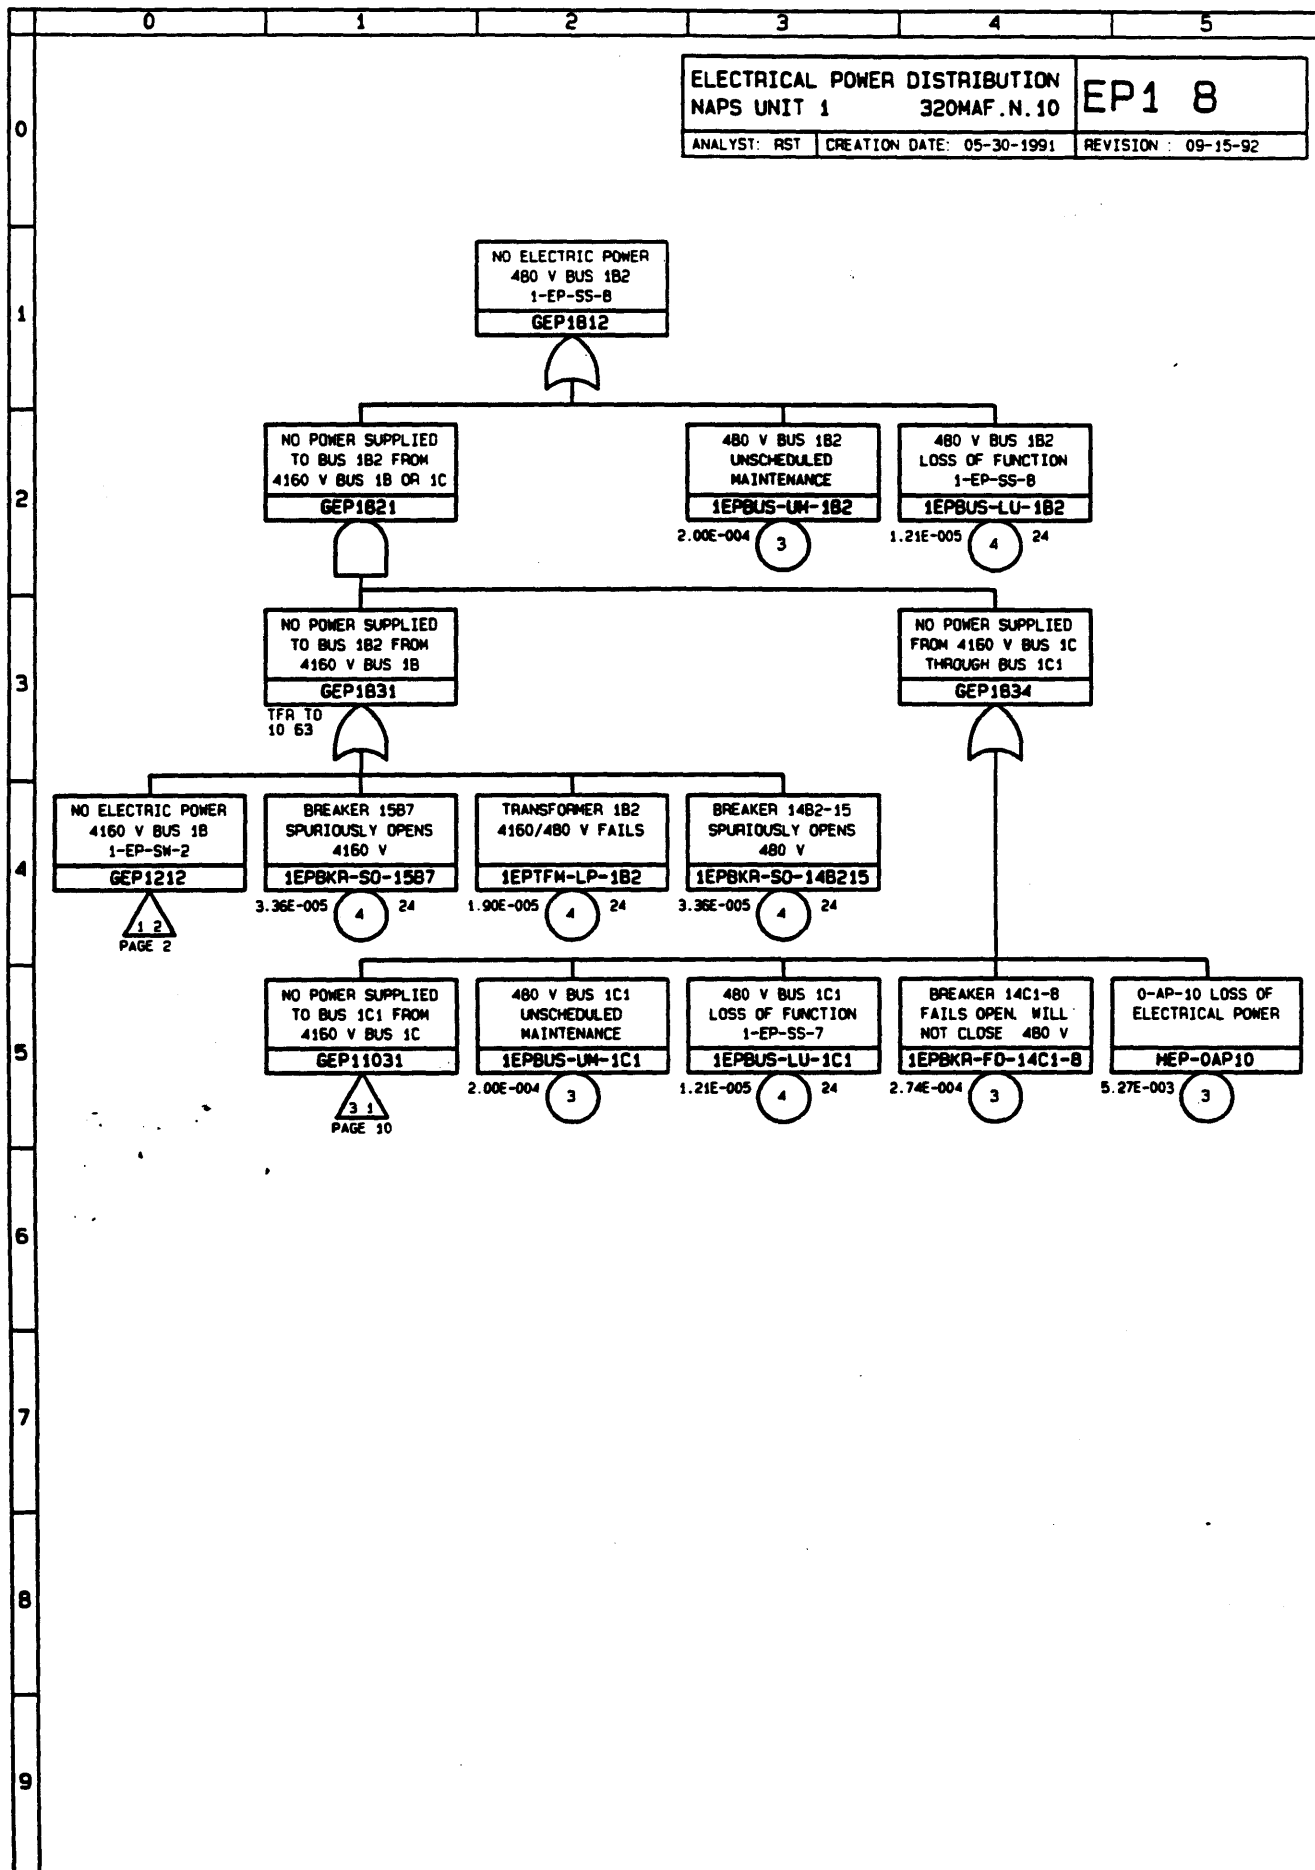 0 1 2 3 4 5
ELECTRICAL POWER DISTRIBUTION
NAPS UNIT 1 320MAF.N.10
EP1 8
ANALYST: RST CREATION DATE: 05-30-1991 REVISION : 09-15-92
0
NO ELECTRIC POWER
480 V BUS 1B2
1-EP-SS-8
GEP1812
1
NO POWER SUPPLIED
TO BUS 1B2 FROM
4160 V BUS 1B OR 1C
GEP1821
480 V BUS 1B2
UNSCHEDULED
MAINTENANCE
1EPBUS-UM-1B2
2.00E-004 3
480 V BUS 1B2
LOSS OF FUNCTION
1-EP-SS-8
1EPBUS-LU-1B2
1.21E-005 4 24
2
NO POWER SUPPLIED
TO BUS 1B2 FROM
4160 V BUS 1B
GEP1831
TFR TO
10 63
NO POWER SUPPLIED
FROM 4160 V BUS 1C
THROUGH BUS 1C1
GEP1834
3
NO ELECTRIC POWER
4160 V BUS 1B
1-EP-SW-2
GEP1212
1 2
PAGE 2
BREAKER 15B7
SPURIOUSLY OPENS
4160 V
1EPBKR-SO-15B7
3.36E-005 4 24
TRANSFORMER 1B2
4160/480 V FAILS
1EPTFM-LP-1B2
1.90E-005 4 24
BREAKER 14B2-15
SPURIOUSLY OPENS
480 V
1EPBKR-SO-14B215
3.36E-005 4 24
4
NO POWER SUPPLIED
TO BUS 1C1 FROM
4160 V BUS 1C
GEP11031
3 1
PAGE 10
480 V BUS 1C1
UNSCHEDULED
MAINTENANCE
1EPBUS-UM-1C1
2.00E-004 3
480 V BUS 1C1
LOSS OF FUNCTION
1-EP-SS-7
1EPBUS-LU-1C1
1.21E-005 4 24
BREAKER 14C1-8
FAILS OPEN. WILL
NOT CLOSE 480 V
1EPBKR-FO-14C1-8
2.74E-004 3
0-AP-10 LOSS OF
ELECTRICAL POWER
HEP-0AP10
5.27E-003 3
5
6
7
8
9